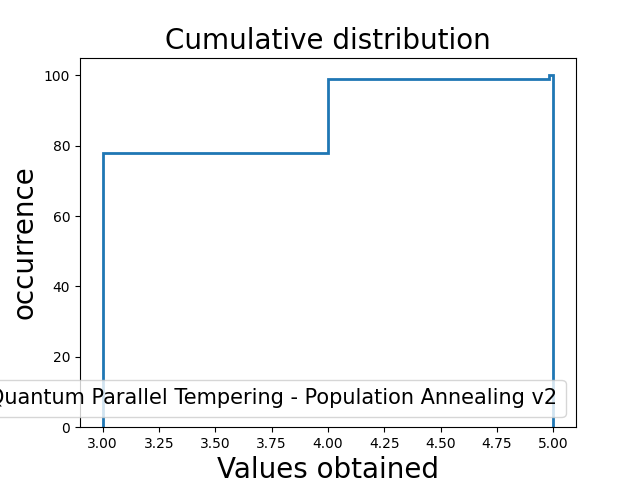 Cumulative distribution
occurrence
100
80
60
40
20
0
Quantum Parallel Tempering - Population Annealing v2
3.00 3.25 3.50 3.75 4.00 4.25 4.50 4.75 5.00
Values obtained